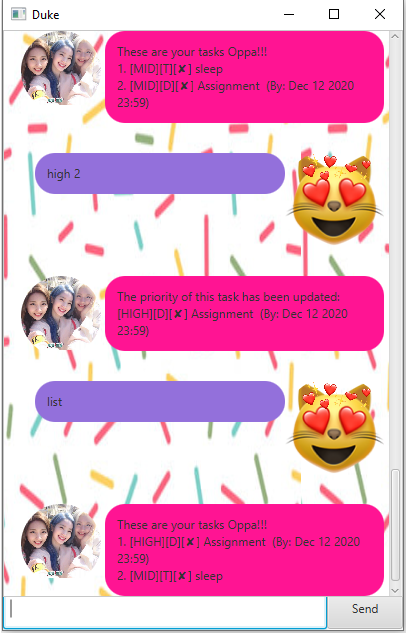 Duke
These are your tasks Oppa!!!
1. [MID][T][✘] sleep
2. [MID][D][✘] Assignment  (By: Dec 12 2020
23:59)
high 2
The priority of this task has been updated:
[HIGH][D][✘] Assignment  (By: Dec 12 2020
23:59)
list
These are your tasks Oppa!!!
1. [HIGH][D][✘] Assignment  (By: Dec 12 2020
23:59)
2. [MID][T][✘] sleep
Send